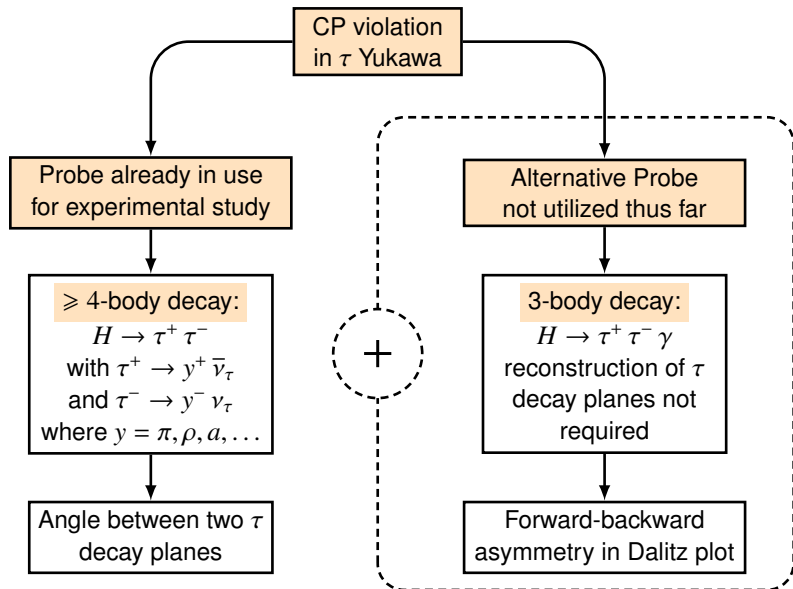 CP violation
in τ Yukawa
Probe already in use
for experimental study
⩾ 4-body decay:
H → τ⁺ τ⁻
with τ⁺ → y⁺ ν̅_τ
and τ⁻ → y⁻ ν_τ
where y = π, ρ, a, . . .
Angle between two τ
decay planes
+
Alternative Probe
not utilized thus far
3-body decay:
H → τ⁺ τ⁻ γ
reconstruction of τ
decay planes not
required
Forward-backward
asymmetry in Dalitz plot